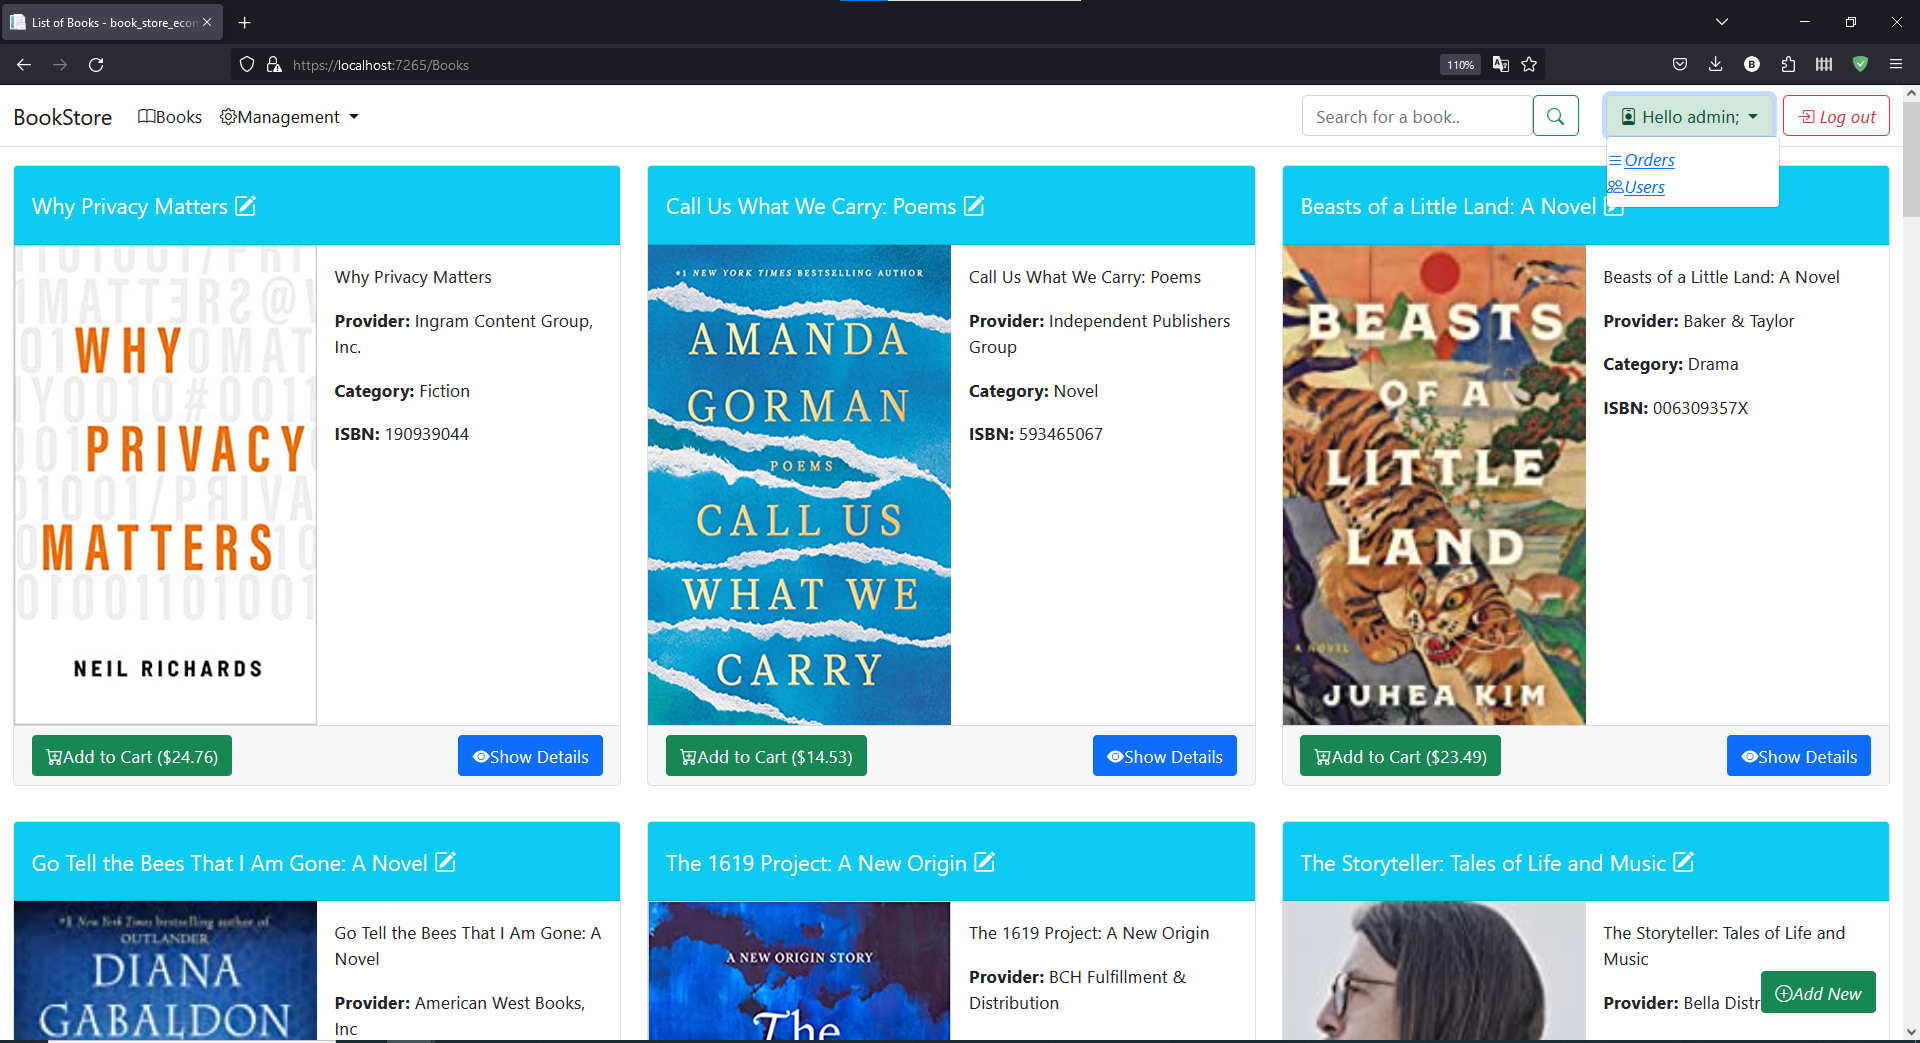 List of Books - book_store_econ
https://localhost:7265/Books
110%
BookStore
Books
Management
Search for a book..
Hello admin;
Log out
Orders
Users
Why Privacy Matters
WHY
PRIVACY
MATTERS
NEIL RICHARDS
Why Privacy Matters
Provider: Ingram Content Group,
Inc.
Category: Fiction
ISBN: 190939044
Add to Cart ($24.76)
Show Details
Call Us What We Carry: Poems
#1 NEW YORK TIMES BESTSELLING AUTHOR
AMANDA
GORMAN
POEMS
CALL US
WHAT WE
CARRY
Call Us What We Carry: Poems
Provider: Independent Publishers
Group
Category: Novel
ISBN: 593465067
Add to Cart ($14.53)
Show Details
Beasts of a Little Land: A Novel
BEASTS
OF A
LITTLE
LAND
A NOVEL
JUHEA KIM
Beasts of a Little Land: A Novel
Provider: Baker & Taylor
Category: Drama
ISBN: 006309357X
Add to Cart ($23.49)
Show Details
Go Tell the Bees That I Am Gone: A Novel
#1 New York Times bestselling author of
OUTLANDER
DIANA
GABALDON
Go Tell the Bees That I Am Gone: A
Novel
Provider: American West Books,
Inc
The 1619 Project: A New Origin
A NEW ORIGIN STORY
The
The 1619 Project: A New Origin
Provider: BCH Fulfillment &
Distribution
The Storyteller: Tales of Life and Music
The Storyteller: Tales of Life and
Music
Provider: Bella Distr
Add New